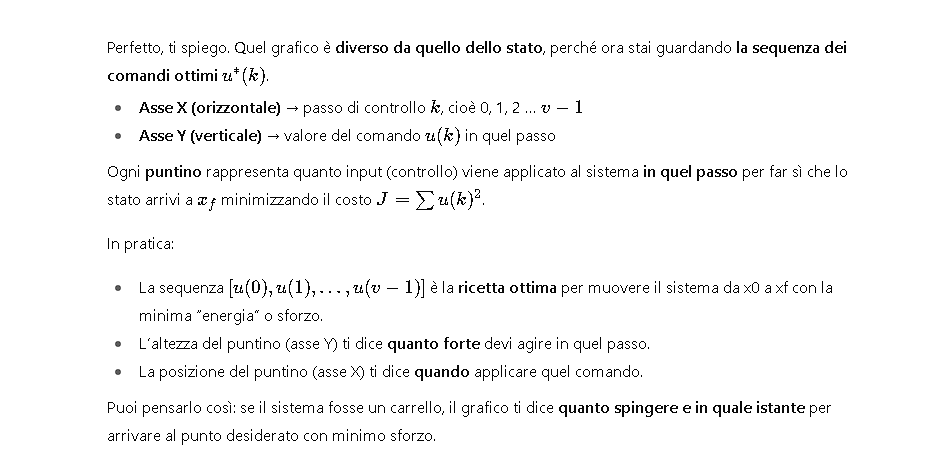 Perfetto, ti spiego. Quel grafico è diverso da quello dello stato, perché ora stai guardando la sequenza dei
comandi ottimi u*(k).
• Asse X (orizzontale) → passo di controllo k, cioè 0, 1, 2 ... v − 1
• Asse Y (verticale) → valore del comando u(k) in quel passo
Ogni puntino rappresenta quanto input (controllo) viene applicato al sistema in quel passo per far sì che lo
stato arrivi a x_f minimizzando il costo J = ∑ u(k)².
In pratica:
• La sequenza [u(0), u(1), . . . , u(v − 1)] è la ricetta ottima per muovere il sistema da x0 a xf con la
minima “energia” o sforzo.
• L’altezza del puntino (asse Y) ti dice quanto forte devi agire in quel passo.
• La posizione del puntino (asse X) ti dice quando applicare quel comando.
Puoi pensarlo così: se il sistema fosse un carrello, il grafico ti dice quanto spingere e in quale istante per
arrivare al punto desiderato con minimo sforzo.